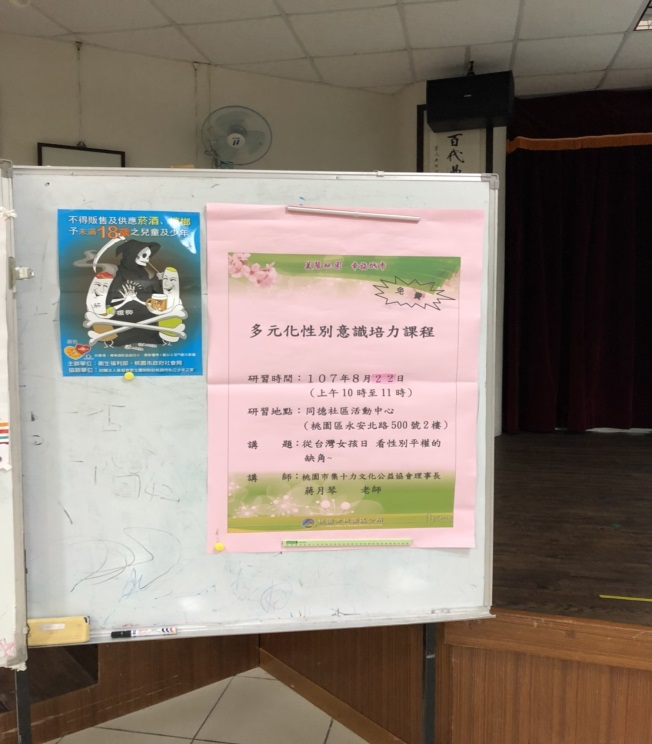 不得販售及供應菸酒、檳榔
予未滿18歲之兒童及少年
免費
多元化性別意識培力課程
研習時間：107年8月22日
（上午10時至11時）
研習地點：同德社區活動中心
（桃園區永安北路500號2樓）
講 題：從台灣女孩日 看性別平權的
缺角~
講 師：桃園市集十力文化公益協會理事長
蔣月琴 老師
百代